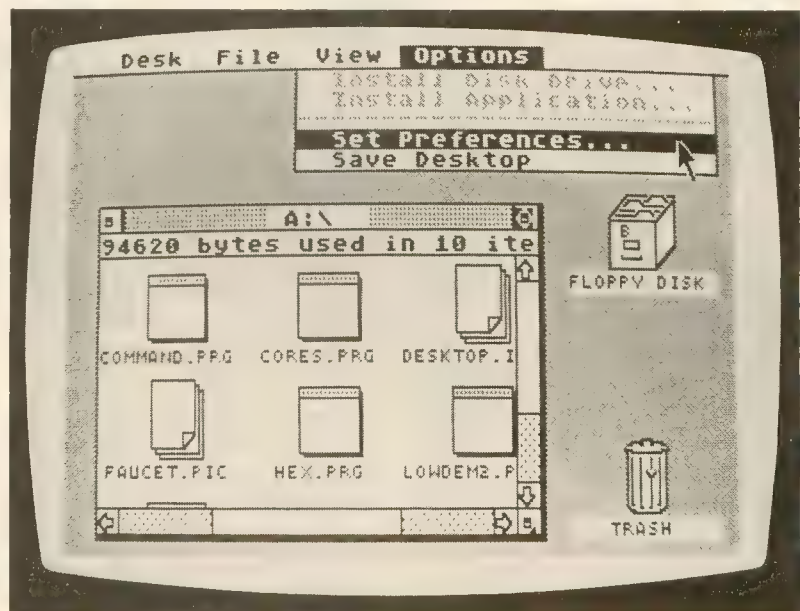 Desk File View Options
Install Disk Drive...
Install Application...
Set Preferences...
Save Desktop
A:\
94620 bytes used in 10 ite
COMMAND.PRG CORES.PRG DESKTOP.I
FAUCET.PIC HEX.PRG LOWDEM2.P
B
FLOPPY DISK
TRASH